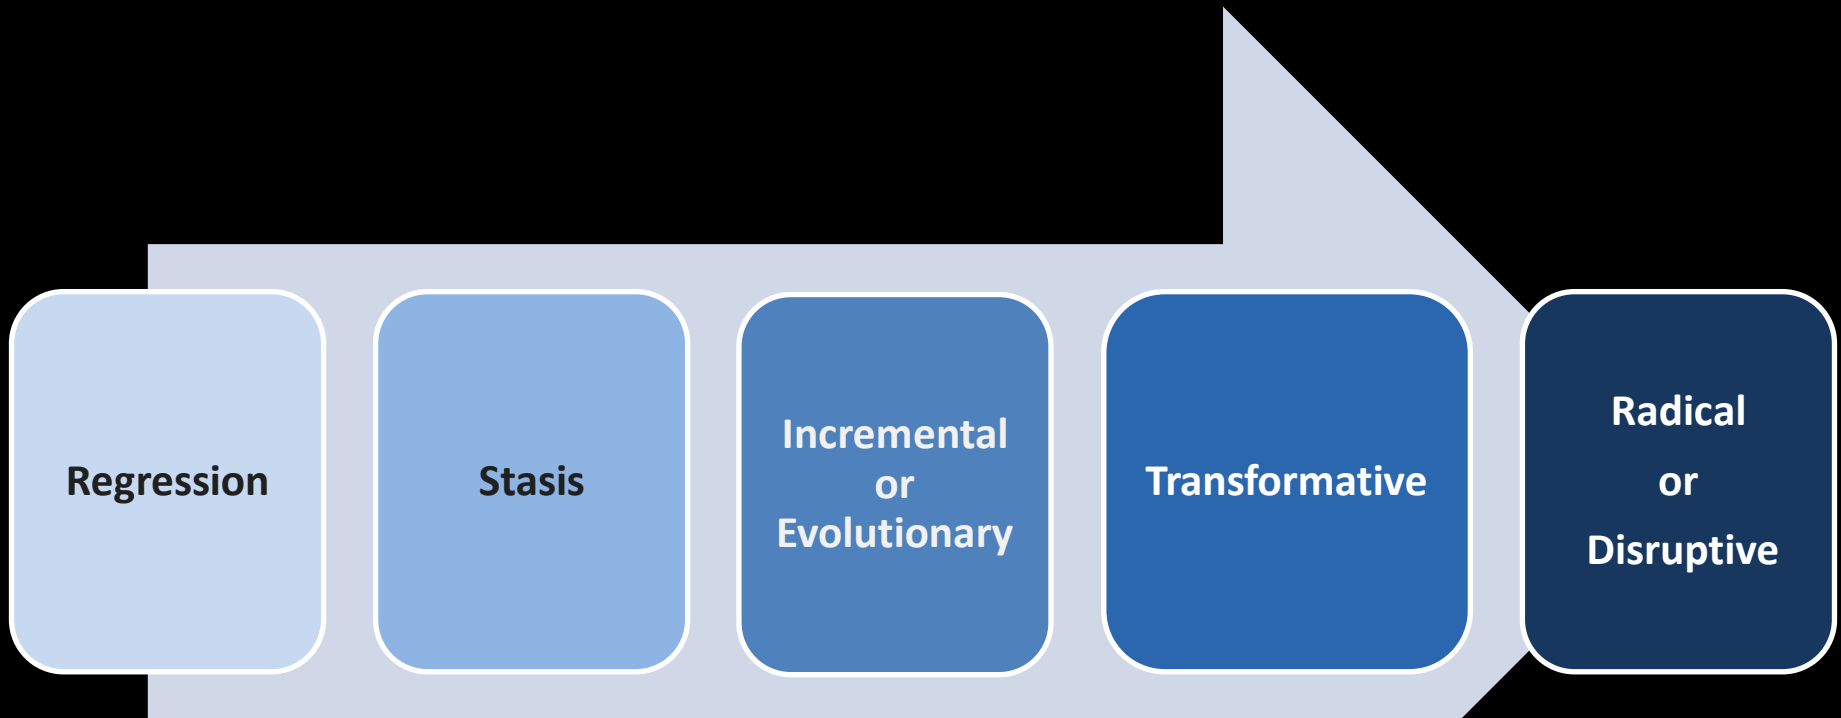 Regression
Stasis
Incremental
or
Evolutionary
Transformative
Radical
or
Disruptive